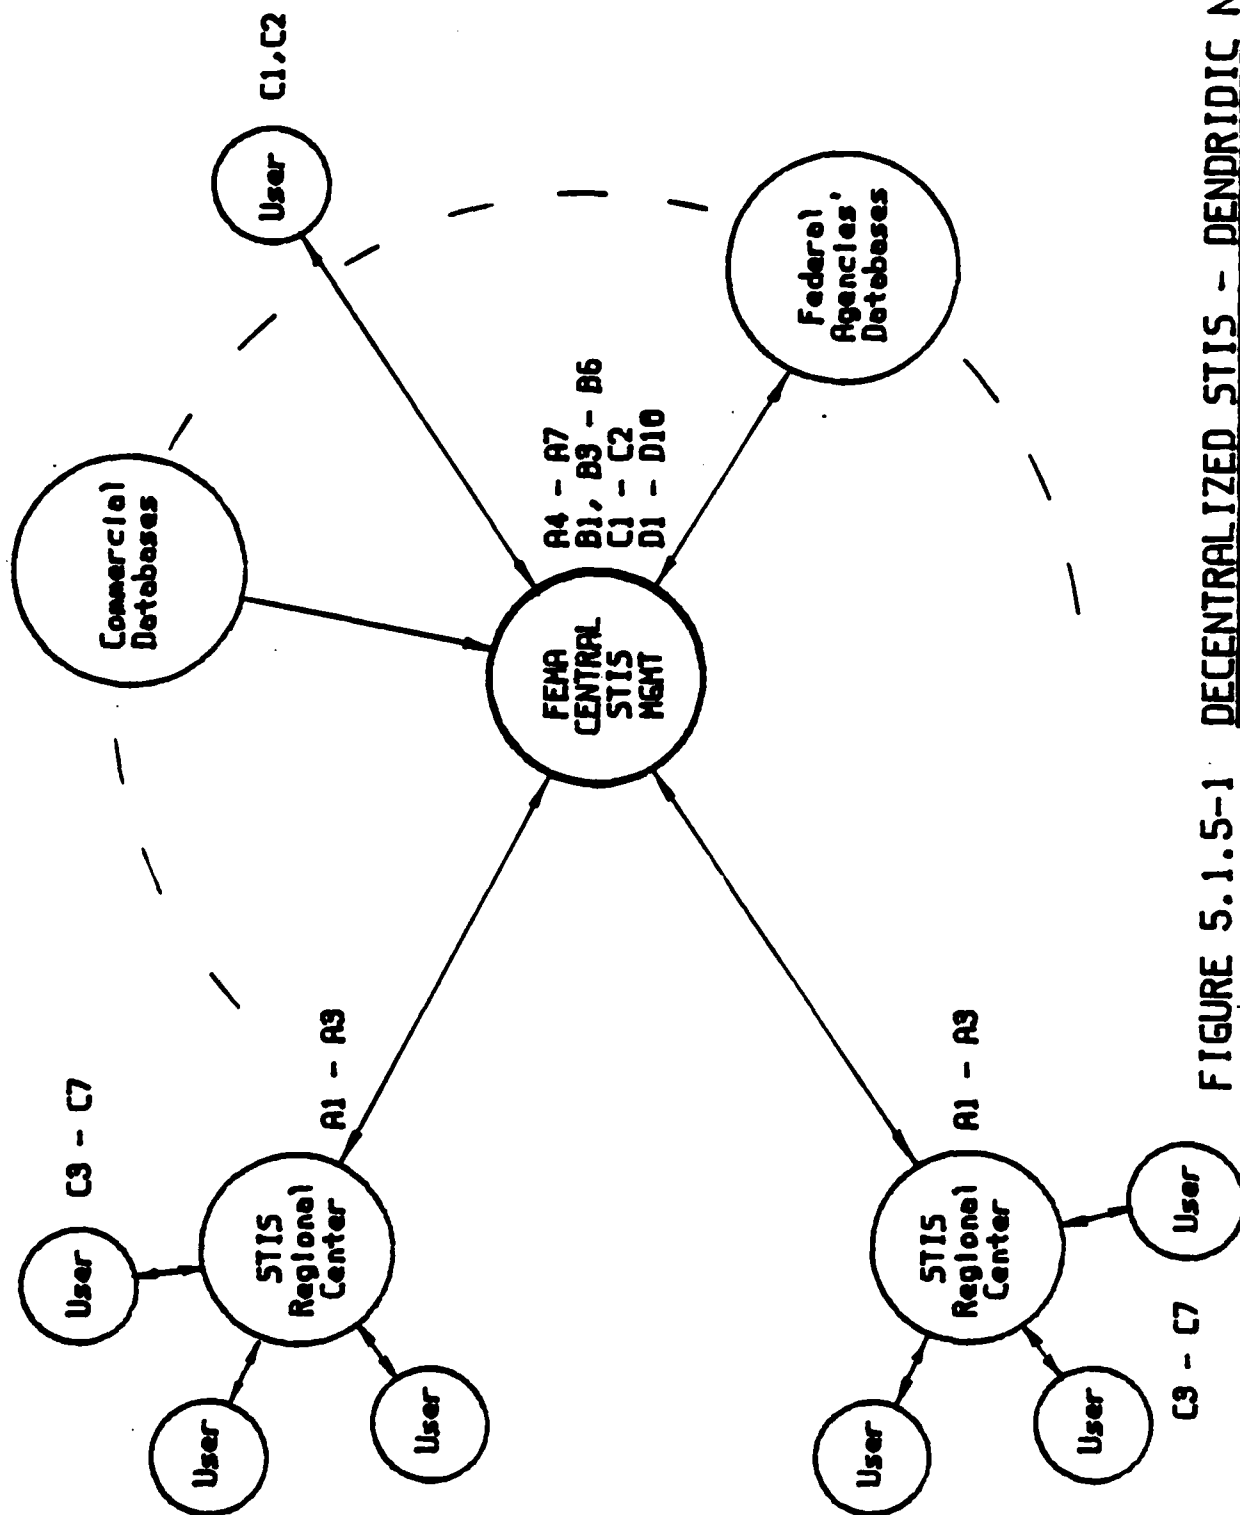 User
C3 - C7
Commercial
Databases
User
User
C1,C2
STIS
Regional
Center
A1 - A3
User
FEMA
CENTRAL
STIS
MGMT
A4 - A7
B1, B3 - B6
C1 - C2
D1 - D10
Federal
Agencies'
Databases
User
STIS
Regional
Center
A1 - A3
User
C3 - C7
User
FIGURE 5.1.5-1 DECENTRALIZED STIS - DENDRIDIC